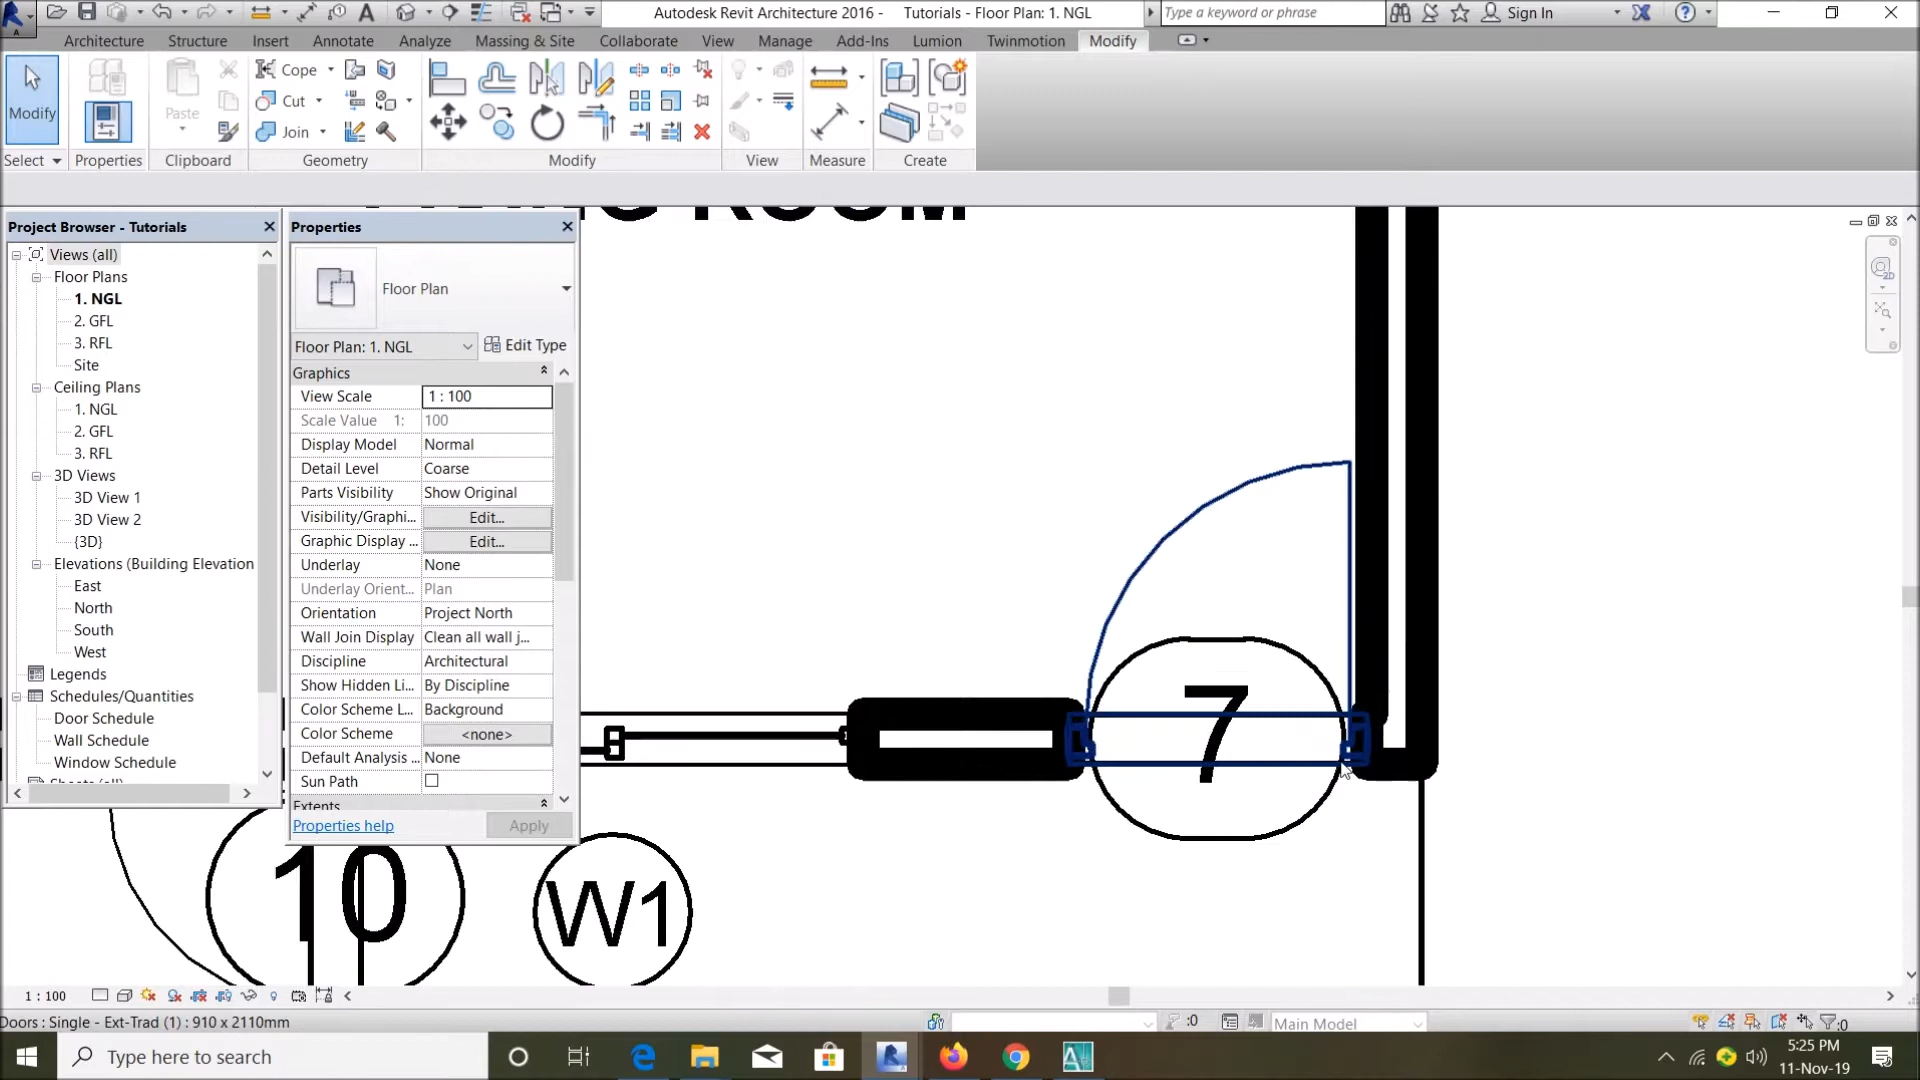 Autodesk Revit Architecture 2016 - Tutorials - Floor Plan: 1. NGL
Type a keyword or phrase
Sign In
Architecture Structure Insert Annotate Analyze Massing & Site Collaborate View Manage Add-Ins Lumion Twinmotion Modify
Modify
Paste
Cope
Cut
Join
Select Properties Clipboard Geometry Modify View Measure Create
Project Browser - Tutorials
Views (all)
Floor Plans
1. NGL
2. GFL
3. RFL
Site
Ceiling Plans
1. NGL
2. GFL
3. RFL
3D Views
3D View 1
3D View 2
{3D}
Elevations (Building Elevation
East
North
South
West
Legends
Schedules/Quantities
Door Schedule
Wall Schedule
Window Schedule
Properties
Floor Plan
Floor Plan: 1. NGL
Edit Type
Graphics
View Scale 1 : 100
Scale Value 1: 100
Display Model Normal
Detail Level Coarse
Parts Visibility Show Original
Visibility/Graphi... Edit...
Graphic Display ... Edit...
Underlay None
Underlay Orient... Plan
Orientation Project North
Wall Join Display Clean all wall j...
Discipline Architectural
Show Hidden Li... By Discipline
Color Scheme L... Background
Color Scheme <none>
Default Analysis ... None
Sun Path
Extents
Properties help
Apply
ROOM
7
10
W1
1 : 100
Doors : Single - Ext-Trad (1) : 910 x 2110mm
:0
Main Model
:0
Type here to search
5:25 PM
11-Nov-19